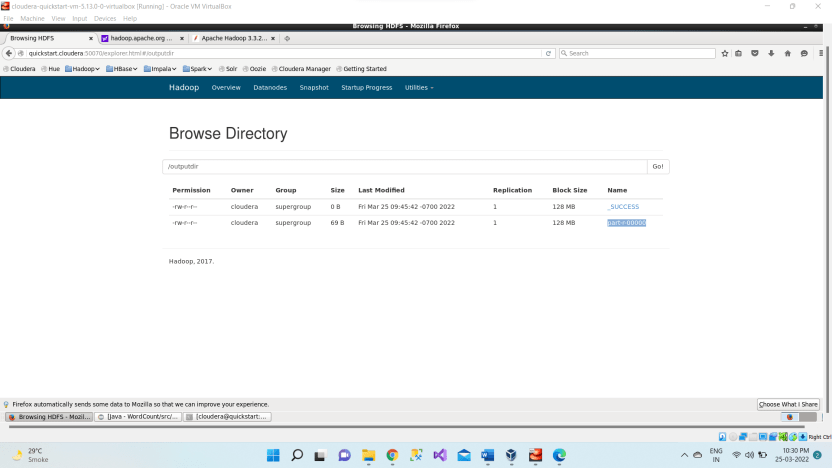 cloudera-quickstart-vm-5.13.0-0-virtualbox [Running] - Oracle VM VirtualBox
File Machine View Input Devices Help
Browsing HDFS - Mozilla Firefox
Browsing HDFS hadoop.apache.org ... Apache Hadoop 3.3.2...
quickstart.cloudera:50070/explorer.html#/outputdir Search
Cloudera Hue Hadoop HBase Impala Spark Solr Oozie Cloudera Manager Getting Started
Hadoop Overview Datanodes Snapshot Startup Progress Utilities
Browse Directory
/outputdir Go!
Permission Owner Group Size Last Modified Replication Block Size Name
-rw-r--r-- cloudera supergroup 0 B Fri Mar 25 09:45:42 -0700 2022 1 128 MB _SUCCESS
-rw-r--r-- cloudera supergroup 69 B Fri Mar 25 09:45:42 -0700 2022 1 128 MB part-r-00000
Hadoop, 2017.
Firefox automatically sends some data to Mozilla so that we can improve your experience. Choose What I Share
Browsing HDFS - Mozil... [Java - WordCount/src/... [cloudera@quickstart:...
Right Ctrl
29°C ENG 10:30 PM
Smoke IN 25-03-2022 2